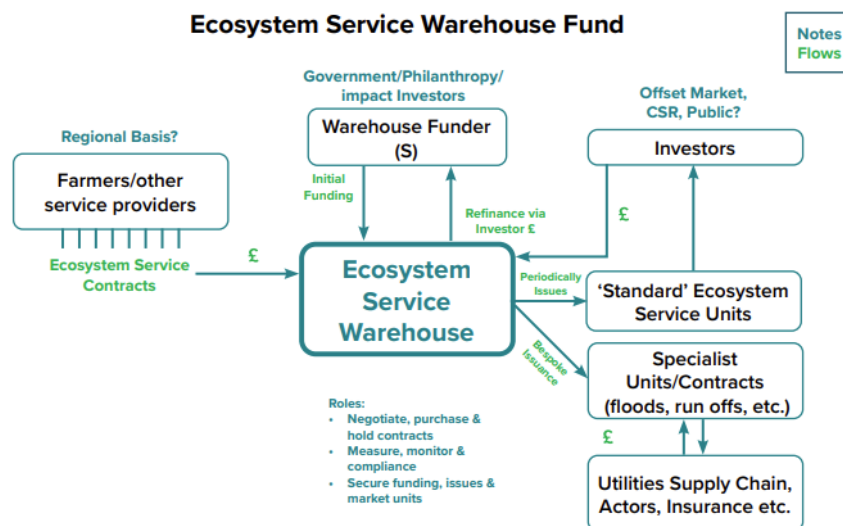 Ecosystem Service Warehouse Fund
Notes
Flows
Government/Philanthropy/
impact Investors
Offset Market,
CSR, Public?
Regional Basis?
Warehouse Funder
(S)
Investors
Farmers/other
service providers
Initial
Funding
Refinance via
Investor £
£
£
Ecosystem Service
Contracts
Ecosystem
Service
Warehouse
Periodically
Issues
‘Standard’ Ecosystem
Service Units
Bespoke
Issuance
Specialist
Units/Contracts
(floods, run offs, etc.)
Roles:
• Negotiate, purchase &
hold contracts
• Measure, monitor &
compliance
• Secure funding, issues &
market units
£
Utilities Supply Chain,
Actors, Insurance etc.